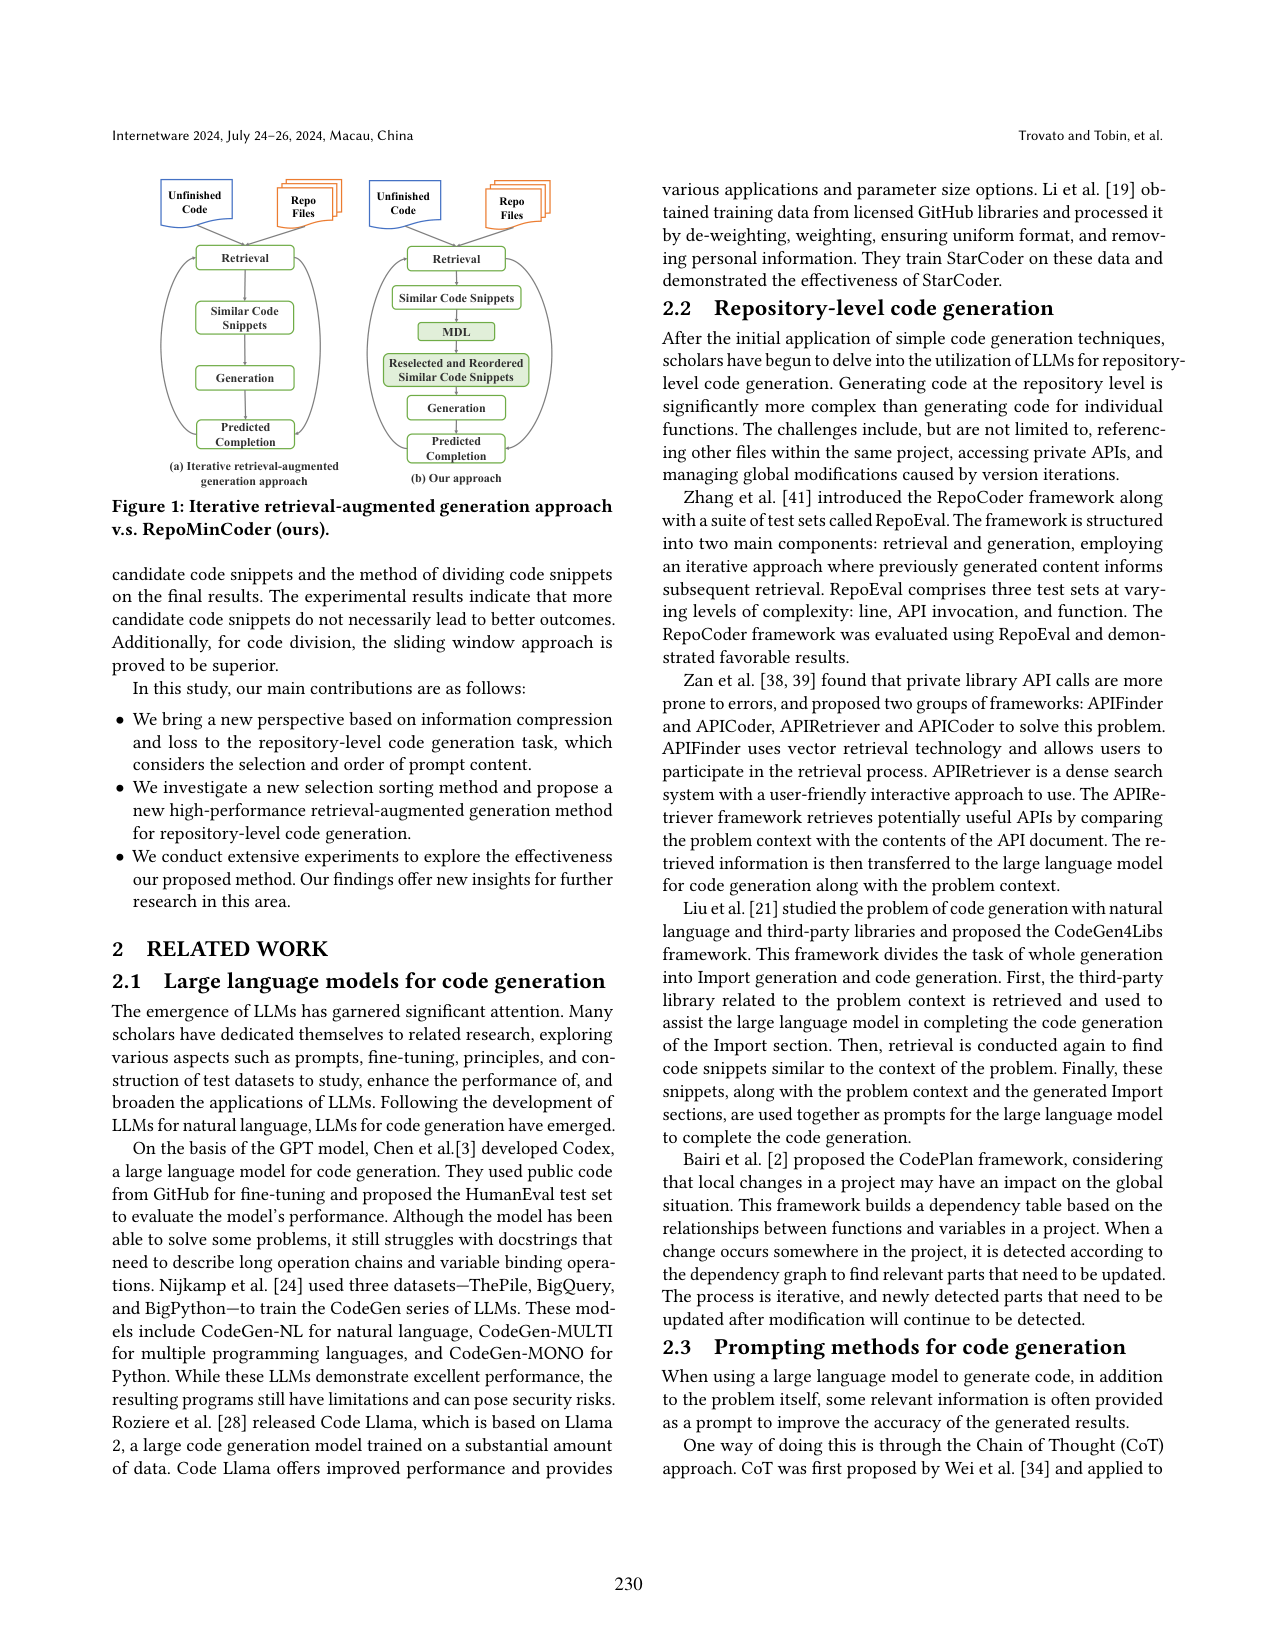 Internetware 2024, July 24–26, 2024, Macau, China
Trovato and Tobin, et al.
Unfinished
Code
Repo
Files
Retrieval
Similar Code
Snippets
Generation
Predicted
Completion
(a) Iterative retrieval-augmented
generation approach
Unfinished
Code
Repo
Files
Retrieval
Similar Code Snippets
MDL
Reselected and Reordered
Similar Code Snippets
Generation
Predicted
Completion
(b) Our approach
Figure 1: Iterative retrieval-augmented generation approach
v.s. RepoMinCoder (ours).
candidate code snippets and the method of dividing code snippets
on the final results. The experimental results indicate that more
candidate code snippets do not necessarily lead to better outcomes.
Additionally, for code division, the sliding window approach is
proved to be superior.
In this study, our main contributions are as follows:
• We bring a new perspective based on information compression
and loss to the repository-level code generation task, which
considers the selection and order of prompt content.
• We investigate a new selection sorting method and propose a
new high-performance retrieval-augmented generation method
for repository-level code generation.
• We conduct extensive experiments to explore the effectiveness
our proposed method. Our findings offer new insights for further
research in this area.
2 RELATED WORK
2.1 Large language models for code generation
The emergence of LLMs has garnered significant attention. Many
scholars have dedicated themselves to related research, exploring
various aspects such as prompts, fine-tuning, principles, and con-
struction of test datasets to study, enhance the performance of, and
broaden the applications of LLMs. Following the development of
LLMs for natural language, LLMs for code generation have emerged.
On the basis of the GPT model, Chen et al.[3] developed Codex,
a large language model for code generation. They used public code
from GitHub for fine-tuning and proposed the HumanEval test set
to evaluate the model's performance. Although the model has been
able to solve some problems, it still struggles with docstrings that
need to describe long operation chains and variable binding opera-
tions. Nijkamp et al. [24] used three datasets—ThePile, BigQuery,
and BigPython—to train the CodeGen series of LLMs. These mod-
els include CodeGen-NL for natural language, CodeGen-MULTI
for multiple programming languages, and CodeGen-MONO for
Python. While these LLMs demonstrate excellent performance, the
resulting programs still have limitations and can pose security risks.
Roziere et al. [28] released Code Llama, which is based on Llama
2, a large code generation model trained on a substantial amount
of data. Code Llama offers improved performance and provides
various applications and parameter size options. Li et al. [19] ob-
tained training data from licensed GitHub libraries and processed it
by de-weighting, weighting, ensuring uniform format, and remov-
ing personal information. They train StarCoder on these data and
demonstrated the effectiveness of StarCoder.
2.2 Repository-level code generation
After the initial application of simple code generation techniques,
scholars have begun to delve into the utilization of LLMs for repository-
level code generation. Generating code at the repository level is
significantly more complex than generating code for individual
functions. The challenges include, but are not limited to, referenc-
ing other files within the same project, accessing private APIs, and
managing global modifications caused by version iterations.
Zhang et al. [41] introduced the RepoCoder framework along
with a suite of test sets called RepoEval. The framework is structured
into two main components: retrieval and generation, employing
an iterative approach where previously generated content informs
subsequent retrieval. RepoEval comprises three test sets at vary-
ing levels of complexity: line, API invocation, and function. The
RepoCoder framework was evaluated using RepoEval and demon-
strated favorable results.
Zan et al. [38, 39] found that private library API calls are more
prone to errors, and proposed two groups of frameworks: APIFinder
and APICoder, APIRetriever and APICoder to solve this problem.
APIFinder uses vector retrieval technology and allows users to
participate in the retrieval process. APIRetriever is a dense search
system with a user-friendly interactive approach to use. The APIRe-
triever framework retrieves potentially useful APIs by comparing
the problem context with the contents of the API document. The re-
trieved information is then transferred to the large language model
for code generation along with the problem context.
Liu et al. [21] studied the problem of code generation with natural
language and third-party libraries and proposed the CodeGen4Libs
framework. This framework divides the task of whole generation
into Import generation and code generation. First, the third-party
library related to the problem context is retrieved and used to
assist the large language model in completing the code generation
of the Import section. Then, retrieval is conducted again to find
code snippets similar to the context of the problem. Finally, these
snippets, along with the problem context and the generated Import
sections, are used together as prompts for the large language model
to complete the code generation.
Bairi et al. [2] proposed the CodePlan framework, considering
that local changes in a project may have an impact on the global
situation. This framework builds a dependency table based on the
relationships between functions and variables in a project. When a
change occurs somewhere in the project, it is detected according to
the dependency graph to find relevant parts that need to be updated.
The process is iterative, and newly detected parts that need to be
updated after modification will continue to be detected.
2.3 Prompting methods for code generation
When using a large language model to generate code, in addition
to the problem itself, some relevant information is often provided
as a prompt to improve the accuracy of the generated results.
One way of doing this is through the Chain of Thought (CoT)
approach. CoT was first proposed by Wei et al. [34] and applied to
230